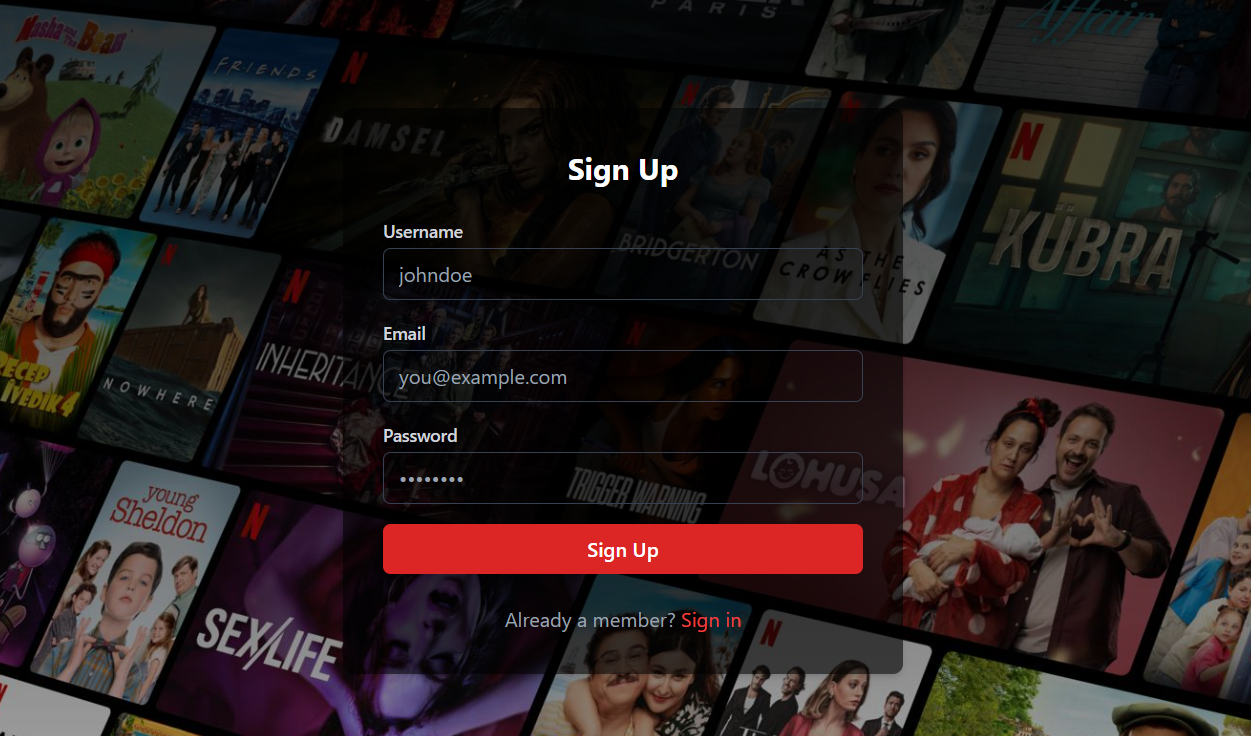 PARIS
Affair
Masha and The Bear
FRIENDS
N
DAMSEL
N
BRIDGERTON
N
AS THE
CROW FLIES
N
KÜBRA
Sign Up
Username
johndoe
Email
you@example.com
Password
••••••••
Sign Up
Already a member? Sign in
RECEP
İVEDİK 4
N
NOWHERE
N
INHERITANCE
N
TRIGGER WARNING
LOHUSA
young
Sheldon
N
SEX/LIFE
N
N